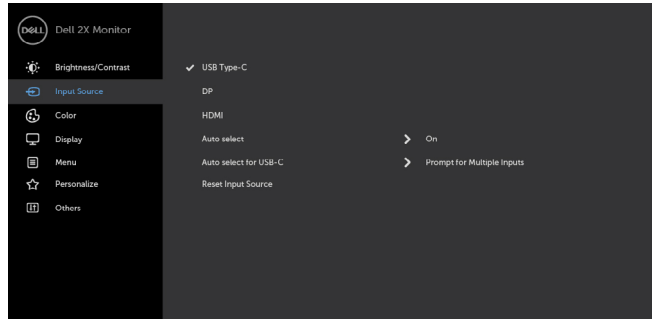 DELL
Dell 2X Monitor
Brightness/Contrast
USB Type-C
Input Source
DP
Color
HDMI
Display
Auto select
On
Menu
Auto select for USB-C
Prompt for Multiple Inputs
Personalize
Reset Input Source
Others